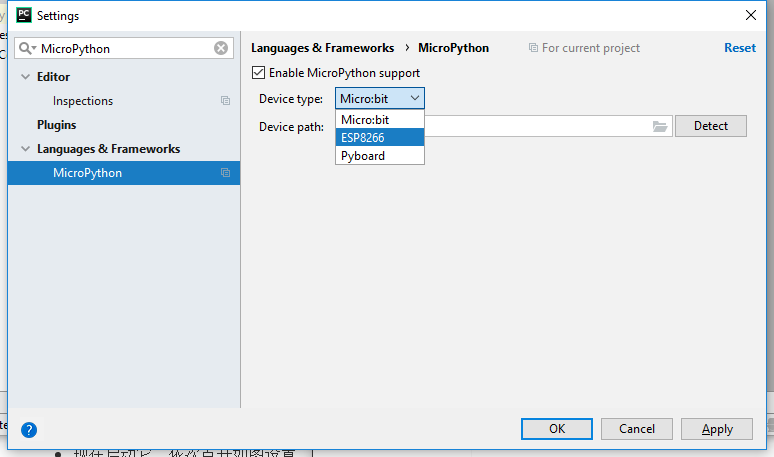 PC Settings
MicroPython
Editor
Inspections
Plugins
Languages & Frameworks
MicroPython
Languages & Frameworks › MicroPython For current project Reset
Enable MicroPython support
Device type: Micro:bit
Micro:bit
ESP8266
Pyboard
Device path: Detect
? OK Cancel Apply